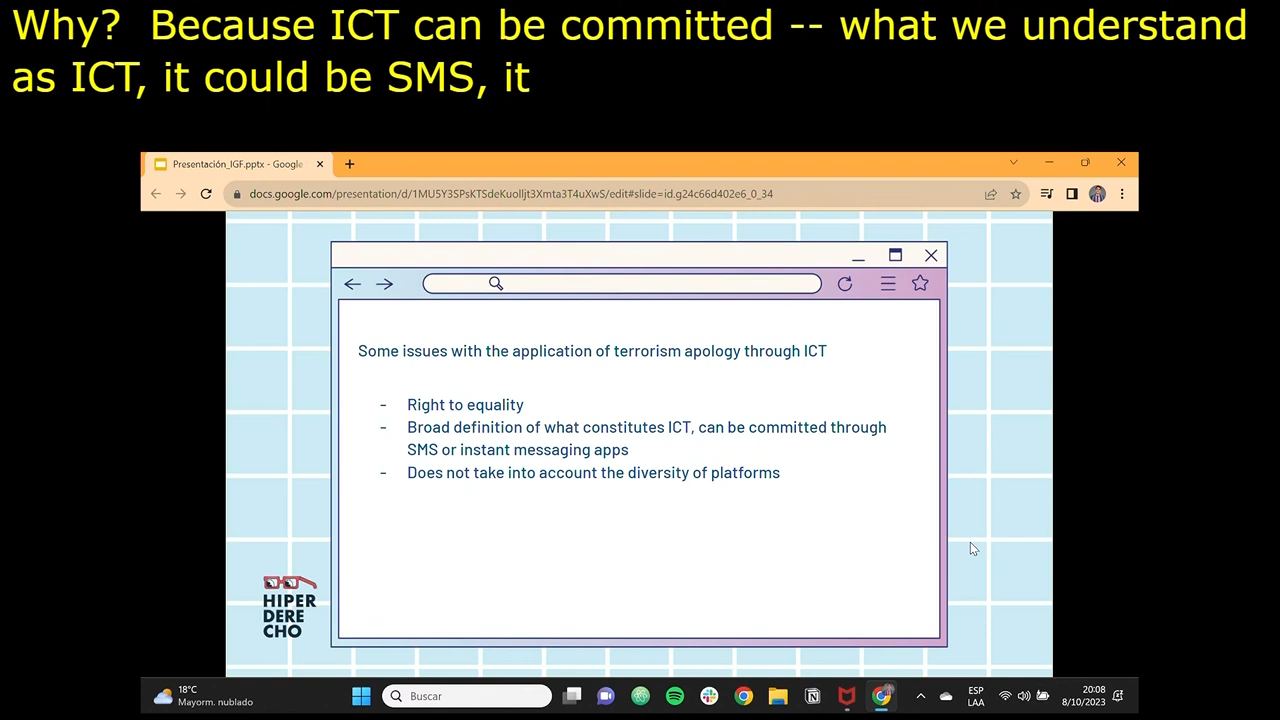 Why?  Because ICT can be committed -- what we understand
as ICT, it could be SMS, it
Presentación_IGF.pptx - Google
docs.google.com/presentation/d/1MU5Y3SPsKTSdeKuolljt3Xmta3T4uXwS/edit#slide=id.g24c66d402e6_0_34
Some issues with the application of terrorism apology through ICT
- Right to equality
- Broad definition of what constitutes ICT, can be committed through
SMS or instant messaging apps
- Does not take into account the diversity of platforms
HIPER
DERE
CHO
18°C
Mayorm. nublado
Buscar
ESP
LAA
20:08
8/10/2023